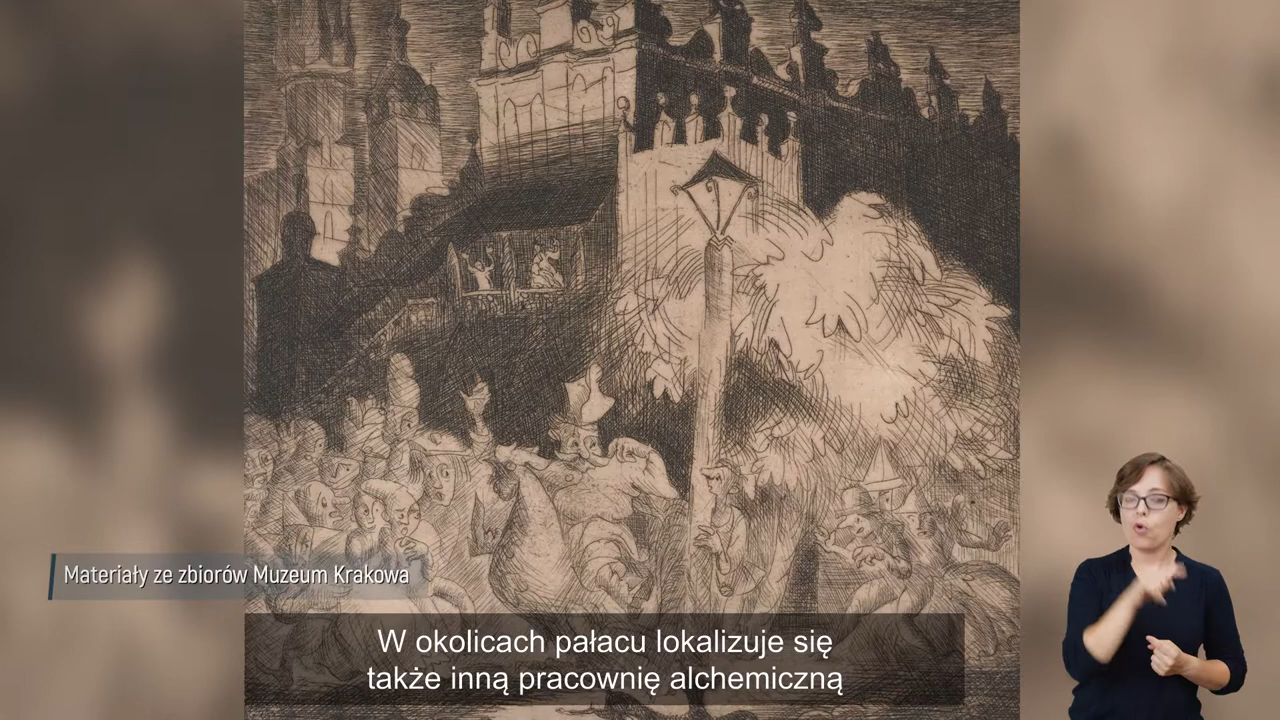 Materiały ze zbiorów Muzeum Krakowa
W okolicach pałacu lokalizuje się
także inną pracownię alchemiczną